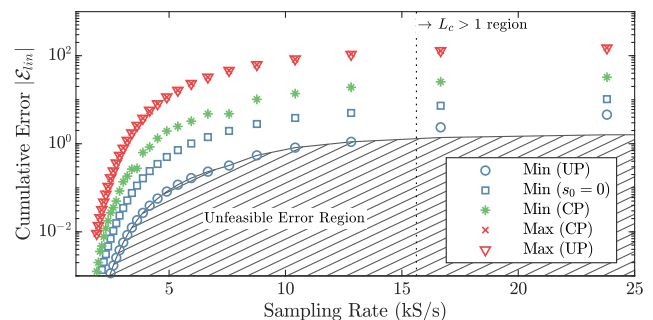 → L_c > 1 region
Cumulative Error |ℰ_lin|
10^2
10^0
10^−2
Unfeasible Error Region
Min (UP)
Min (s_0 = 0)
Min (CP)
Max (CP)
Max (UP)
5 10 15 20 25
Sampling Rate (kS/s)